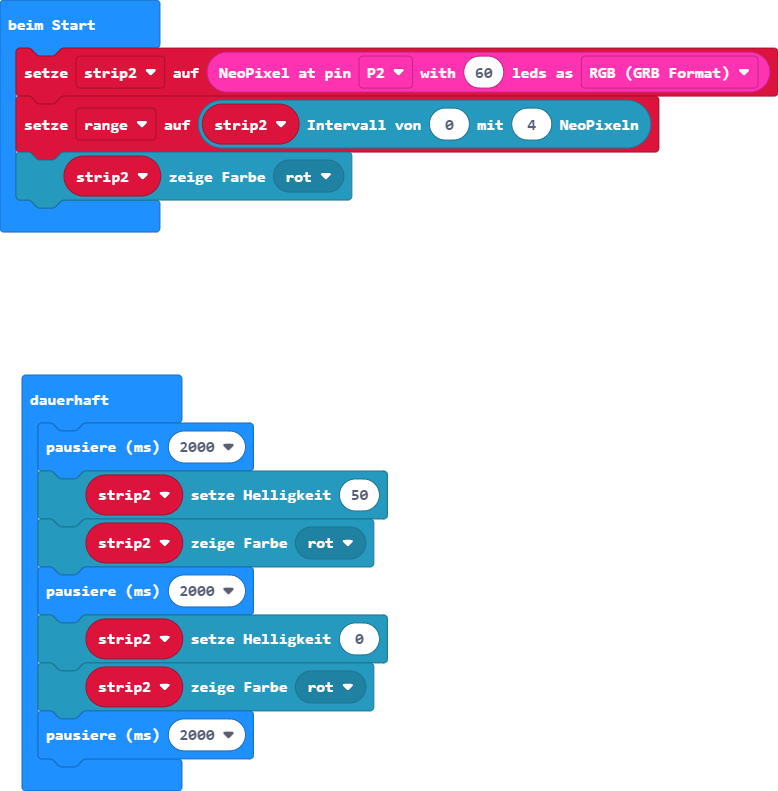 beim Start
setze strip2 auf NeoPixel at pin P2 with 60 leds as RGB (GRB Format)
setze range auf strip2 Intervall von 0 mit 4 NeoPixeln
strip2 zeige Farbe rot
dauerhaft
pausiere (ms) 2000
strip2 setze Helligkeit 50
strip2 zeige Farbe rot
pausiere (ms) 2000
strip2 setze Helligkeit 0
strip2 zeige Farbe rot
pausiere (ms) 2000